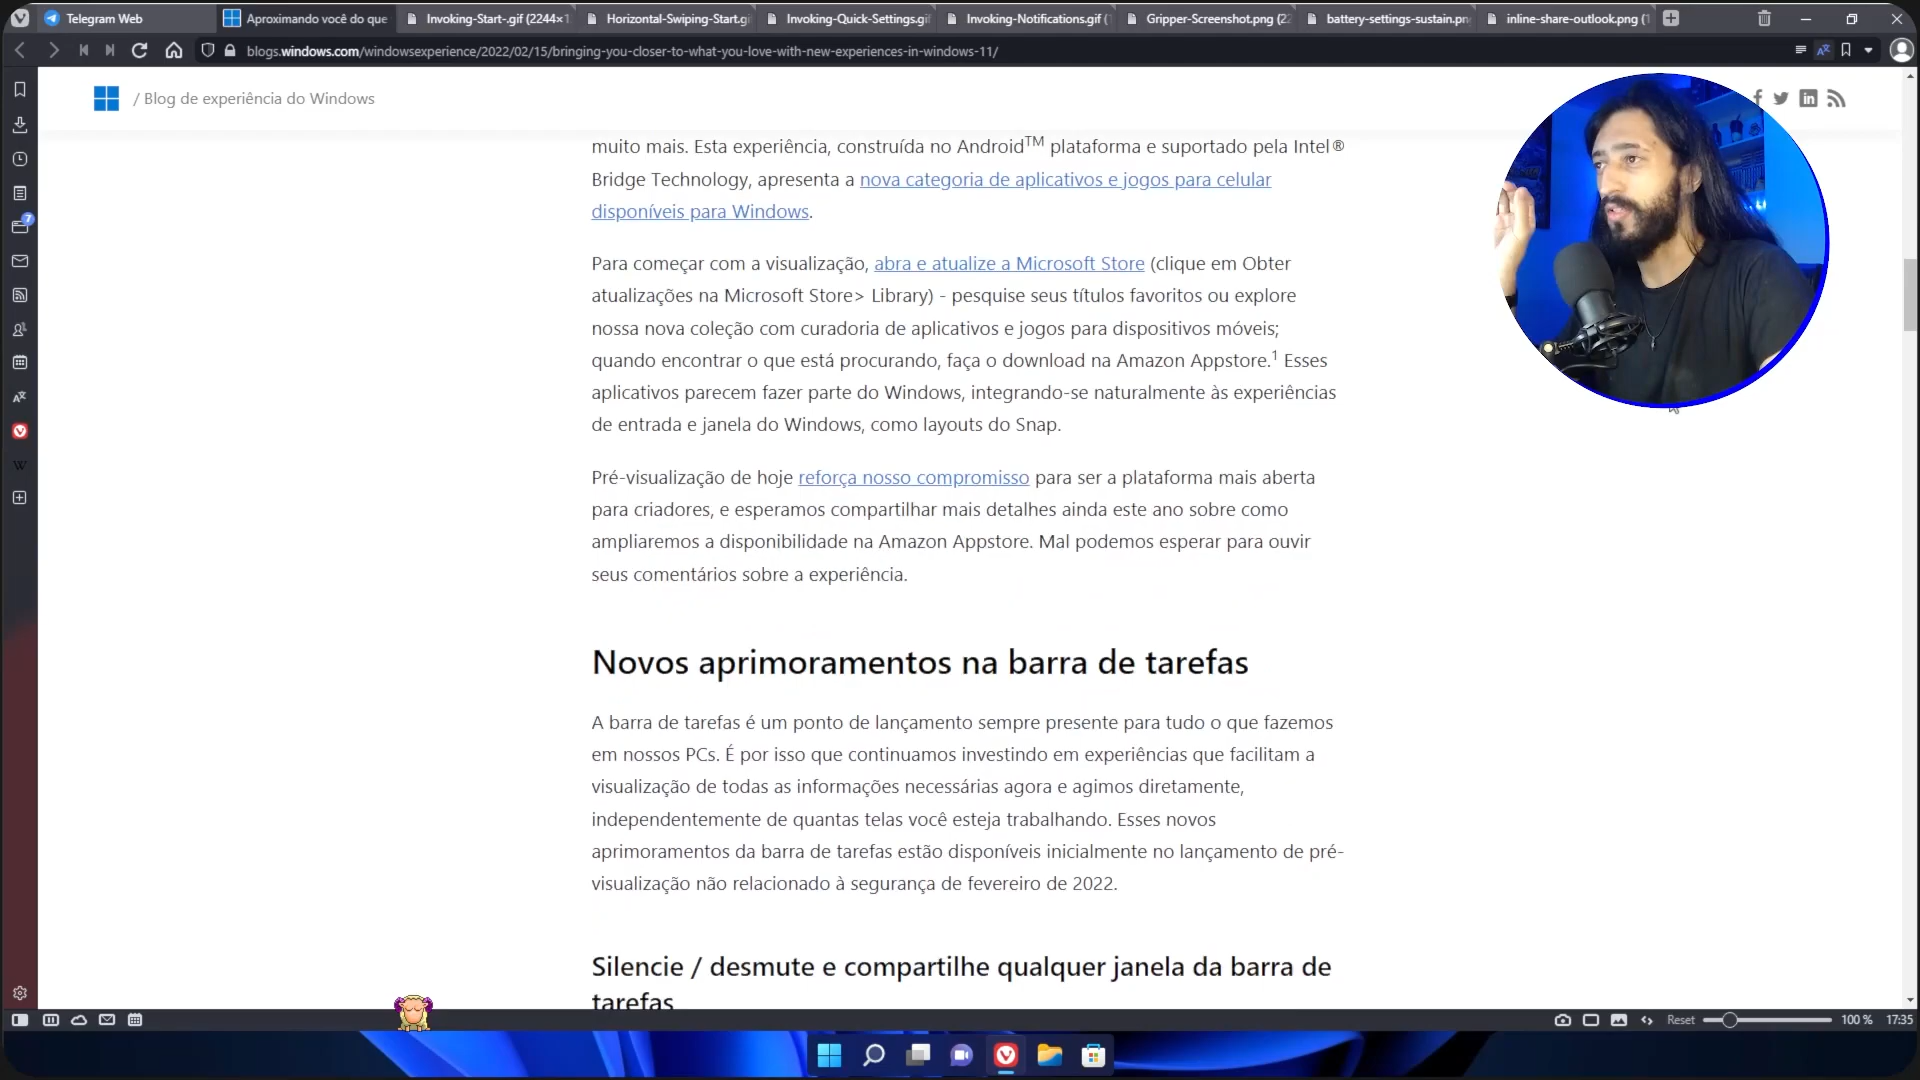 Telegram Web
Aproximando você do que
Invoking-Start-.gif (2244×1
Horizontal-Swiping-Start.g
Invoking-Quick-Settings.gif
Invoking-Notifications.gif (
Gripper-Screenshot.png (22
battery-settings-sustain.pn
inline-share-outlook.png (1
blogs.windows.com/windowsexperience/2022/02/15/bringing-you-closer-to-what-you-love-with-new-experiences-in-windows-11/
/ Blog de experiência do Windows
muito mais. Esta experiência, construída no Android™ plataforma e suportado pela Intel®
Bridge Technology, apresenta a nova categoria de aplicativos e jogos para celular
disponíveis para Windows.
Para começar com a visualização, abra e atualize a Microsoft Store (clique em Obter
atualizações na Microsoft Store> Library) - pesquise seus títulos favoritos ou explore
nossa nova coleção com curadoria de aplicativos e jogos para dispositivos móveis;
quando encontrar o que está procurando, faça o download na Amazon Appstore.¹ Esses
aplicativos parecem fazer parte do Windows, integrando-se naturalmente às experiências
de entrada e janela do Windows, como layouts do Snap.
Pré-visualização de hoje reforça nosso compromisso para ser a plataforma mais aberta
para criadores, e esperamos compartilhar mais detalhes ainda este ano sobre como
ampliaremos a disponibilidade na Amazon Appstore. Mal podemos esperar para ouvir
seus comentários sobre a experiência.
Novos aprimoramentos na barra de tarefas
A barra de tarefas é um ponto de lançamento sempre presente para tudo o que fazemos
em nossos PCs. É por isso que continuamos investindo em experiências que facilitam a
visualização de todas as informações necessárias agora e agimos diretamente,
independentemente de quantas telas você esteja trabalhando. Esses novos
aprimoramentos da barra de tarefas estão disponíveis inicialmente no lançamento de pré-
visualização não relacionado à segurança de fevereiro de 2022.
Silencie / desmute e compartilhe qualquer janela da barra de
tarefas
7
W
Reset
100 %
17:35